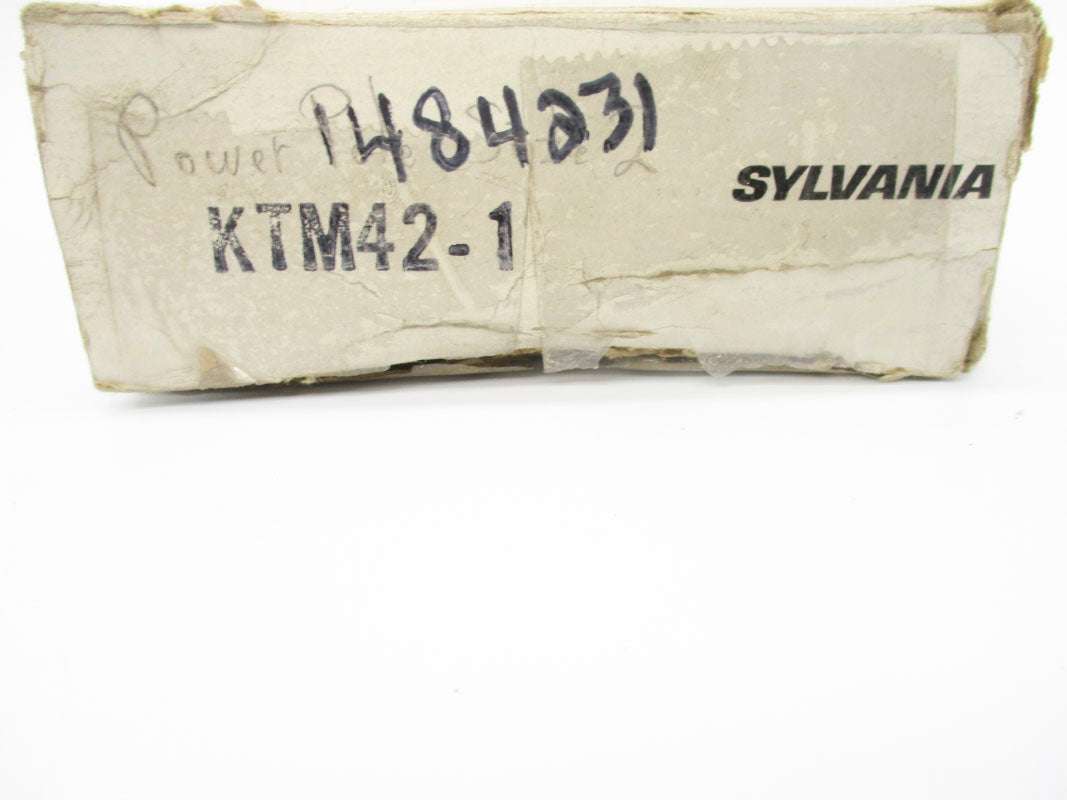 1484231
Power
SYLVANIA
KTM42-1